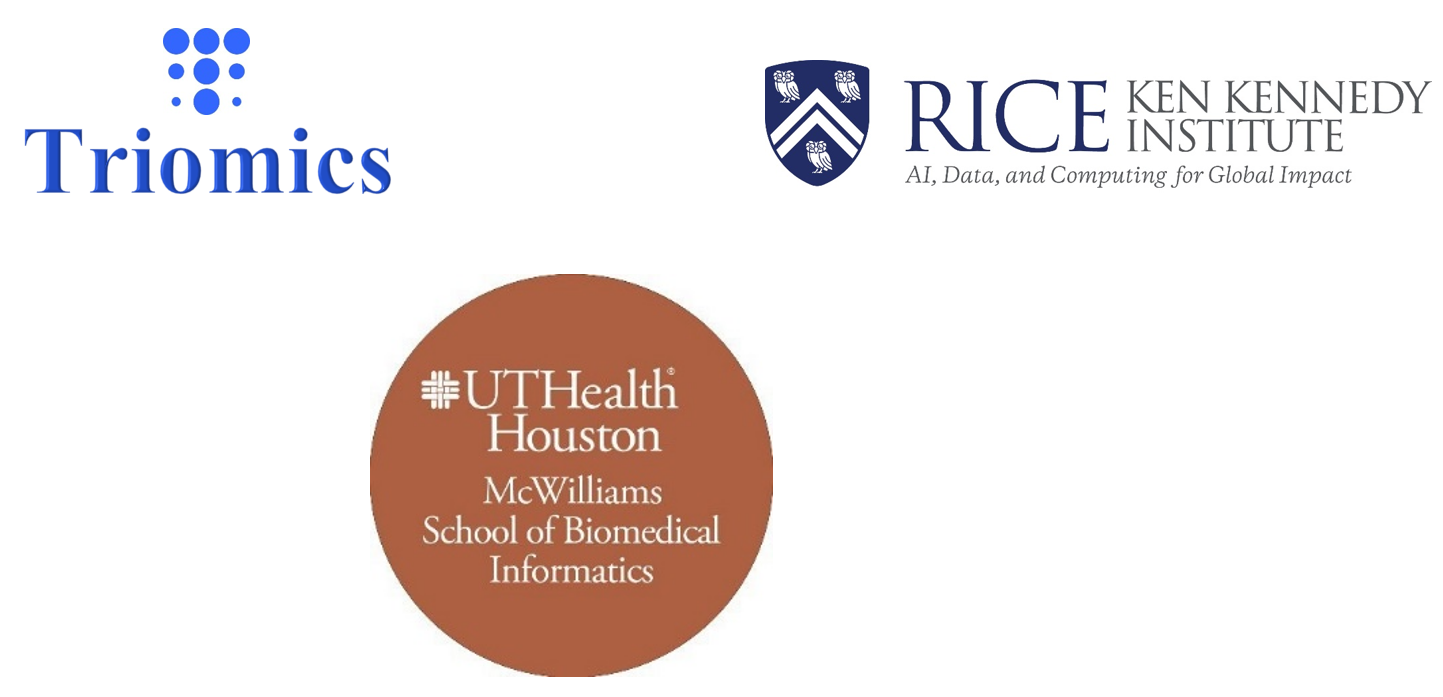 Triomics
RICE
KEN KENNEDY
INSTITUTE
AI, Data, and Computing for Global Impact
UTHealth®
Houston
McWilliams
School of Biomedical
Informatics